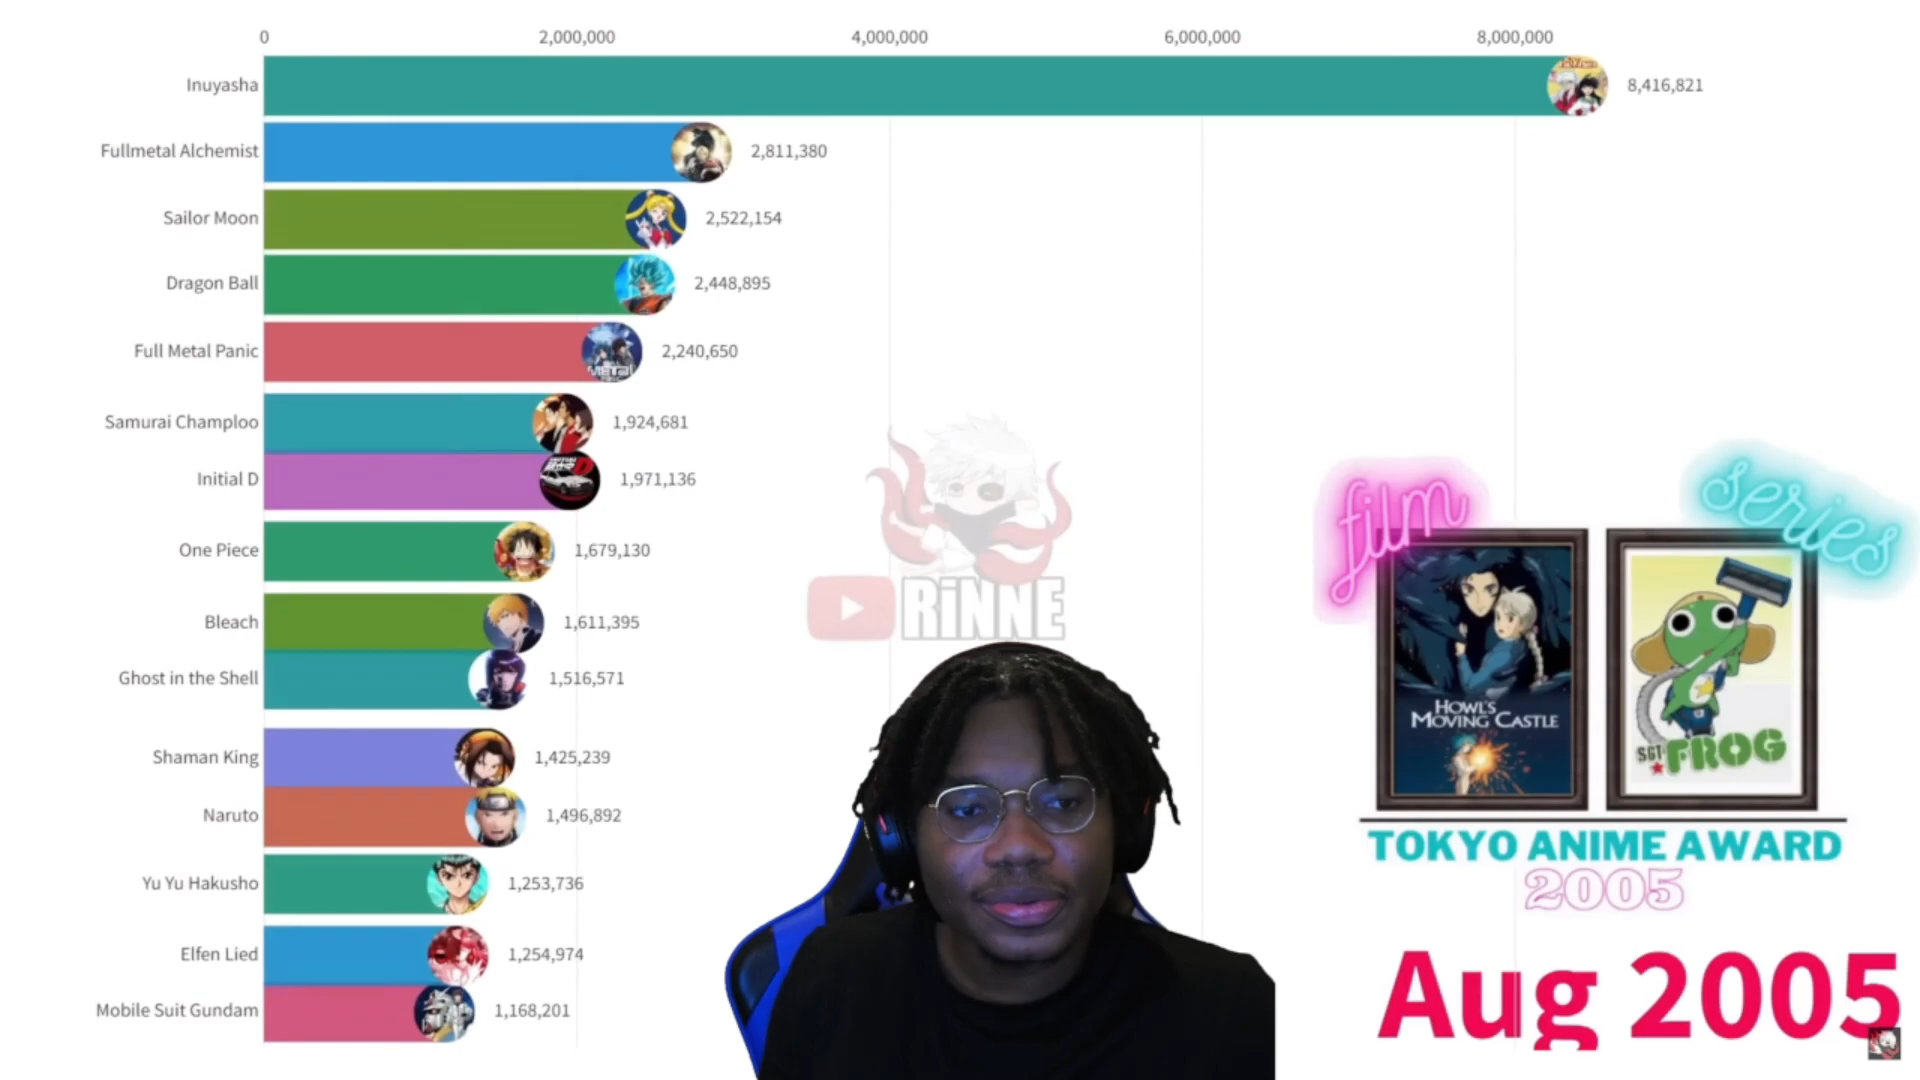 0 2,000,000 4,000,000 6,000,000 8,000,000
Inuyasha 8,416,821
Fullmetal Alchemist 2,811,380
Sailor Moon 2,522,154
Dragon Ball 2,448,895
Full Metal Panic 2,240,650
METAL
Samurai Champloo 1,924,681
INITIAL D
Initial D 1,971,136
One Piece 1,679,130
Bleach 1,611,395
Ghost in the Shell 1,516,571
Shaman King 1,425,239
Naruto 1,496,892
Yu Yu Hakusho 1,253,736
Elfen Lied 1,254,974
Mobile Suit Gundam 1,168,201
RiNNE
film
series
HOWL'S
MOVING CASTLE
SGT FROG
TOKYO ANIME AWARD
2005
Aug 2005